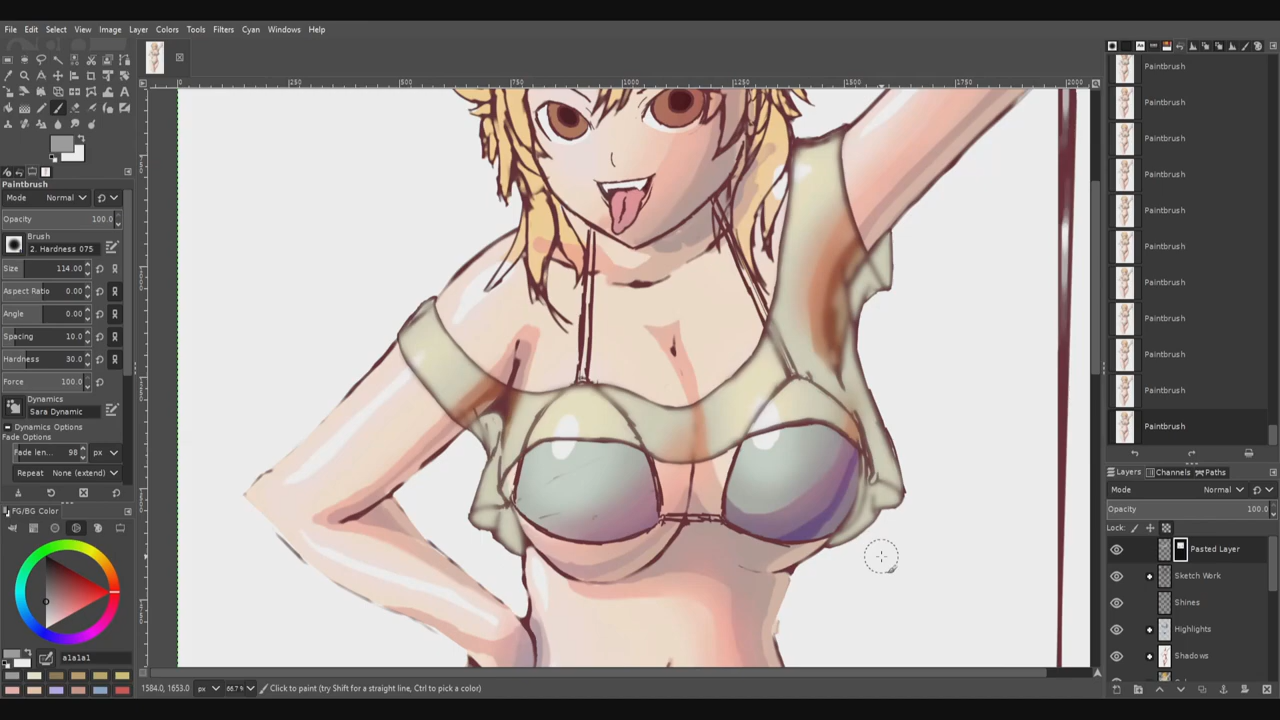 File Edit Select View Image Layer Colors Tools Filters Cyan Windows Help
0 250 500 750 1000 1250 1500 1750 2000
Paintbrush
Mode Normal
Opacity 100.0
Brush
2. Hardness 075
Size 114.00
Aspect Ratio 0.00
Angle 0.00
Spacing 10.0
Hardness 30.0
Force 100.0
Dynamics
Sara Dynamic
Dynamics Options
Fade Options
Fade len... 98 px
Repeat None (extend)
FG/BG Color
a1a1a1
1584.0, 1653.0 px 66.7 % Click to paint (try Shift for a straight line, Ctrl to pick a color)
Paintbrush
Paintbrush
Paintbrush
Paintbrush
Paintbrush
Paintbrush
Paintbrush
Paintbrush
Paintbrush
Paintbrush
Paintbrush
Layers Channels Paths
Mode Normal
Opacity 100.0
Lock:
Pasted Layer
Sketch Work
Shines
Highlights
Shadows